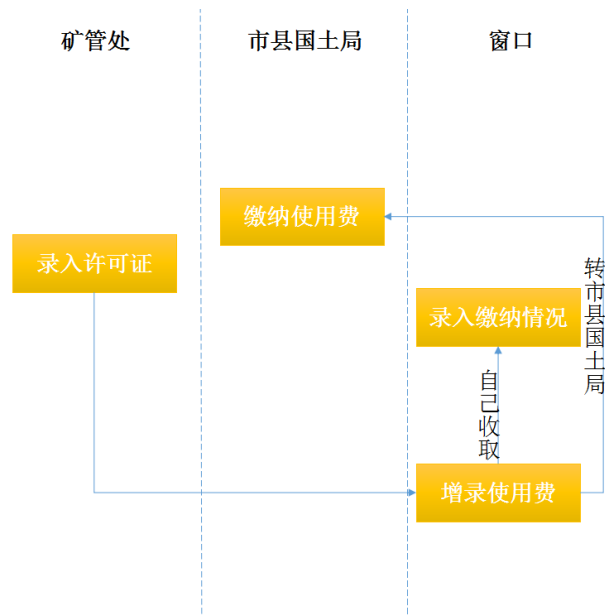 矿管处
市县国土局
窗口
缴纳使用费
录入许可证
录入缴纳情况
转市县国土局
自己收取
增录使用费